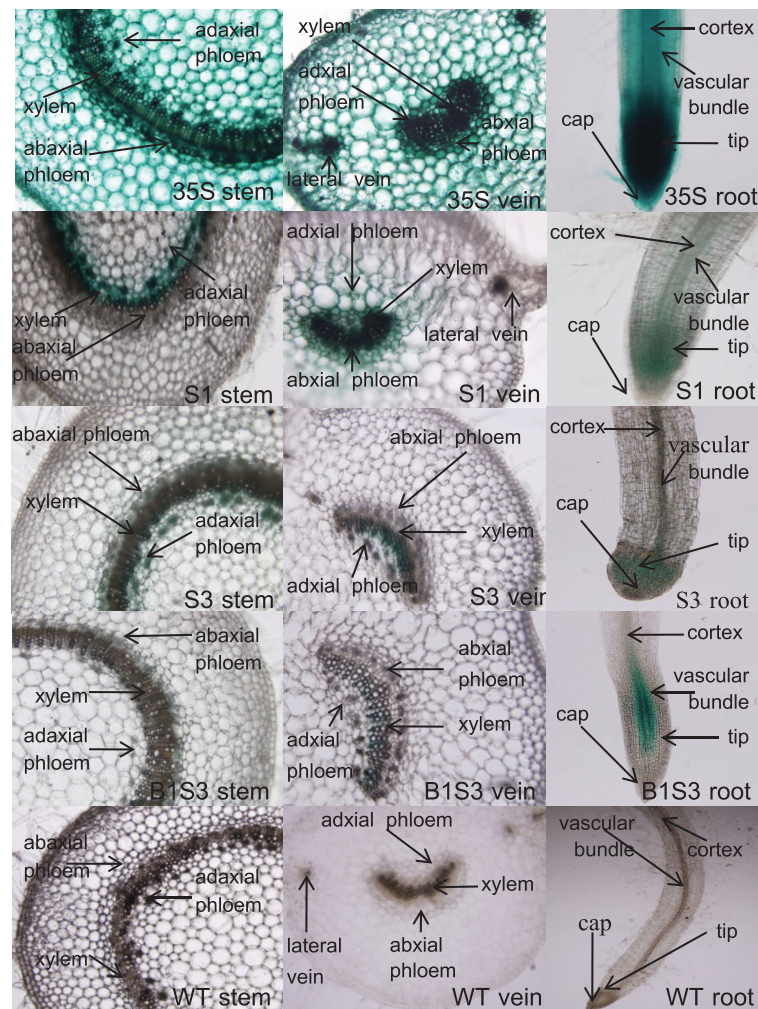 adaxial
phloem
xylem
abaxial
phloem
35S stem
xylem
adxial
phloem
abxial
phloem
lateral vein
35S vein
cortex
vascular
bundle
cap
tip
35S root
adaxial
phloem
xylem
abaxial
phloem
S1 stem
adxial phloem
xylem
lateral vein
abxial phloem
S1 vein
cortex
vascular
bundle
cap
tip
S1 root
abaxial phloem
xylem
adaxial
phloem
S3 stem
abxial phloem
xylem
adxial phloem
S3 vein
cortex
vascular
bundle
cap
tip
S3 root
abaxial
phloem
xylem
adaxial
phloem
B1S3 stem
abxial
phloem
adxial
phloem
xylem
B1S3 vein
cortex
vascular
bundle
cap
tip
B1S3 root
abaxial
phloem
adaxial
phloem
xylem
WT stem
adxial phloem
xylem
lateral
vein
abxial
phloem
WT vein
vascular
bundle
cortex
cap
tip
WT root